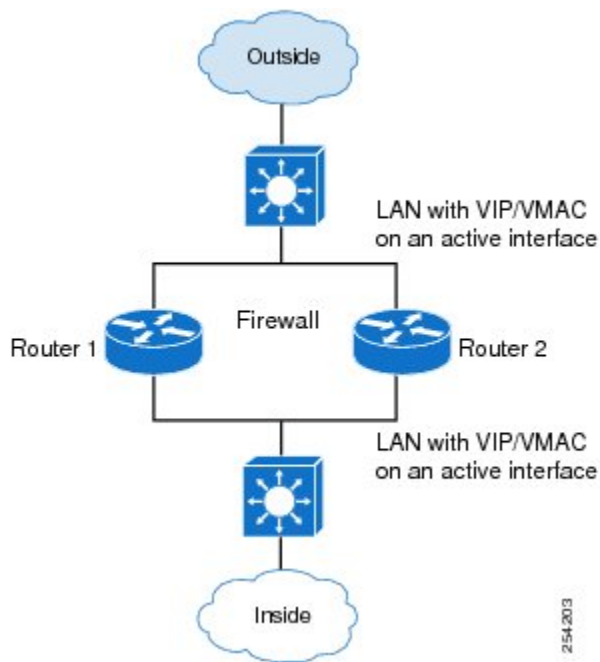 Outside
LAN with VIP/VMAC
on an active interface
Firewall
Router 1
Router 2
LAN with VIP/VMAC
on an active interface
Inside
254203